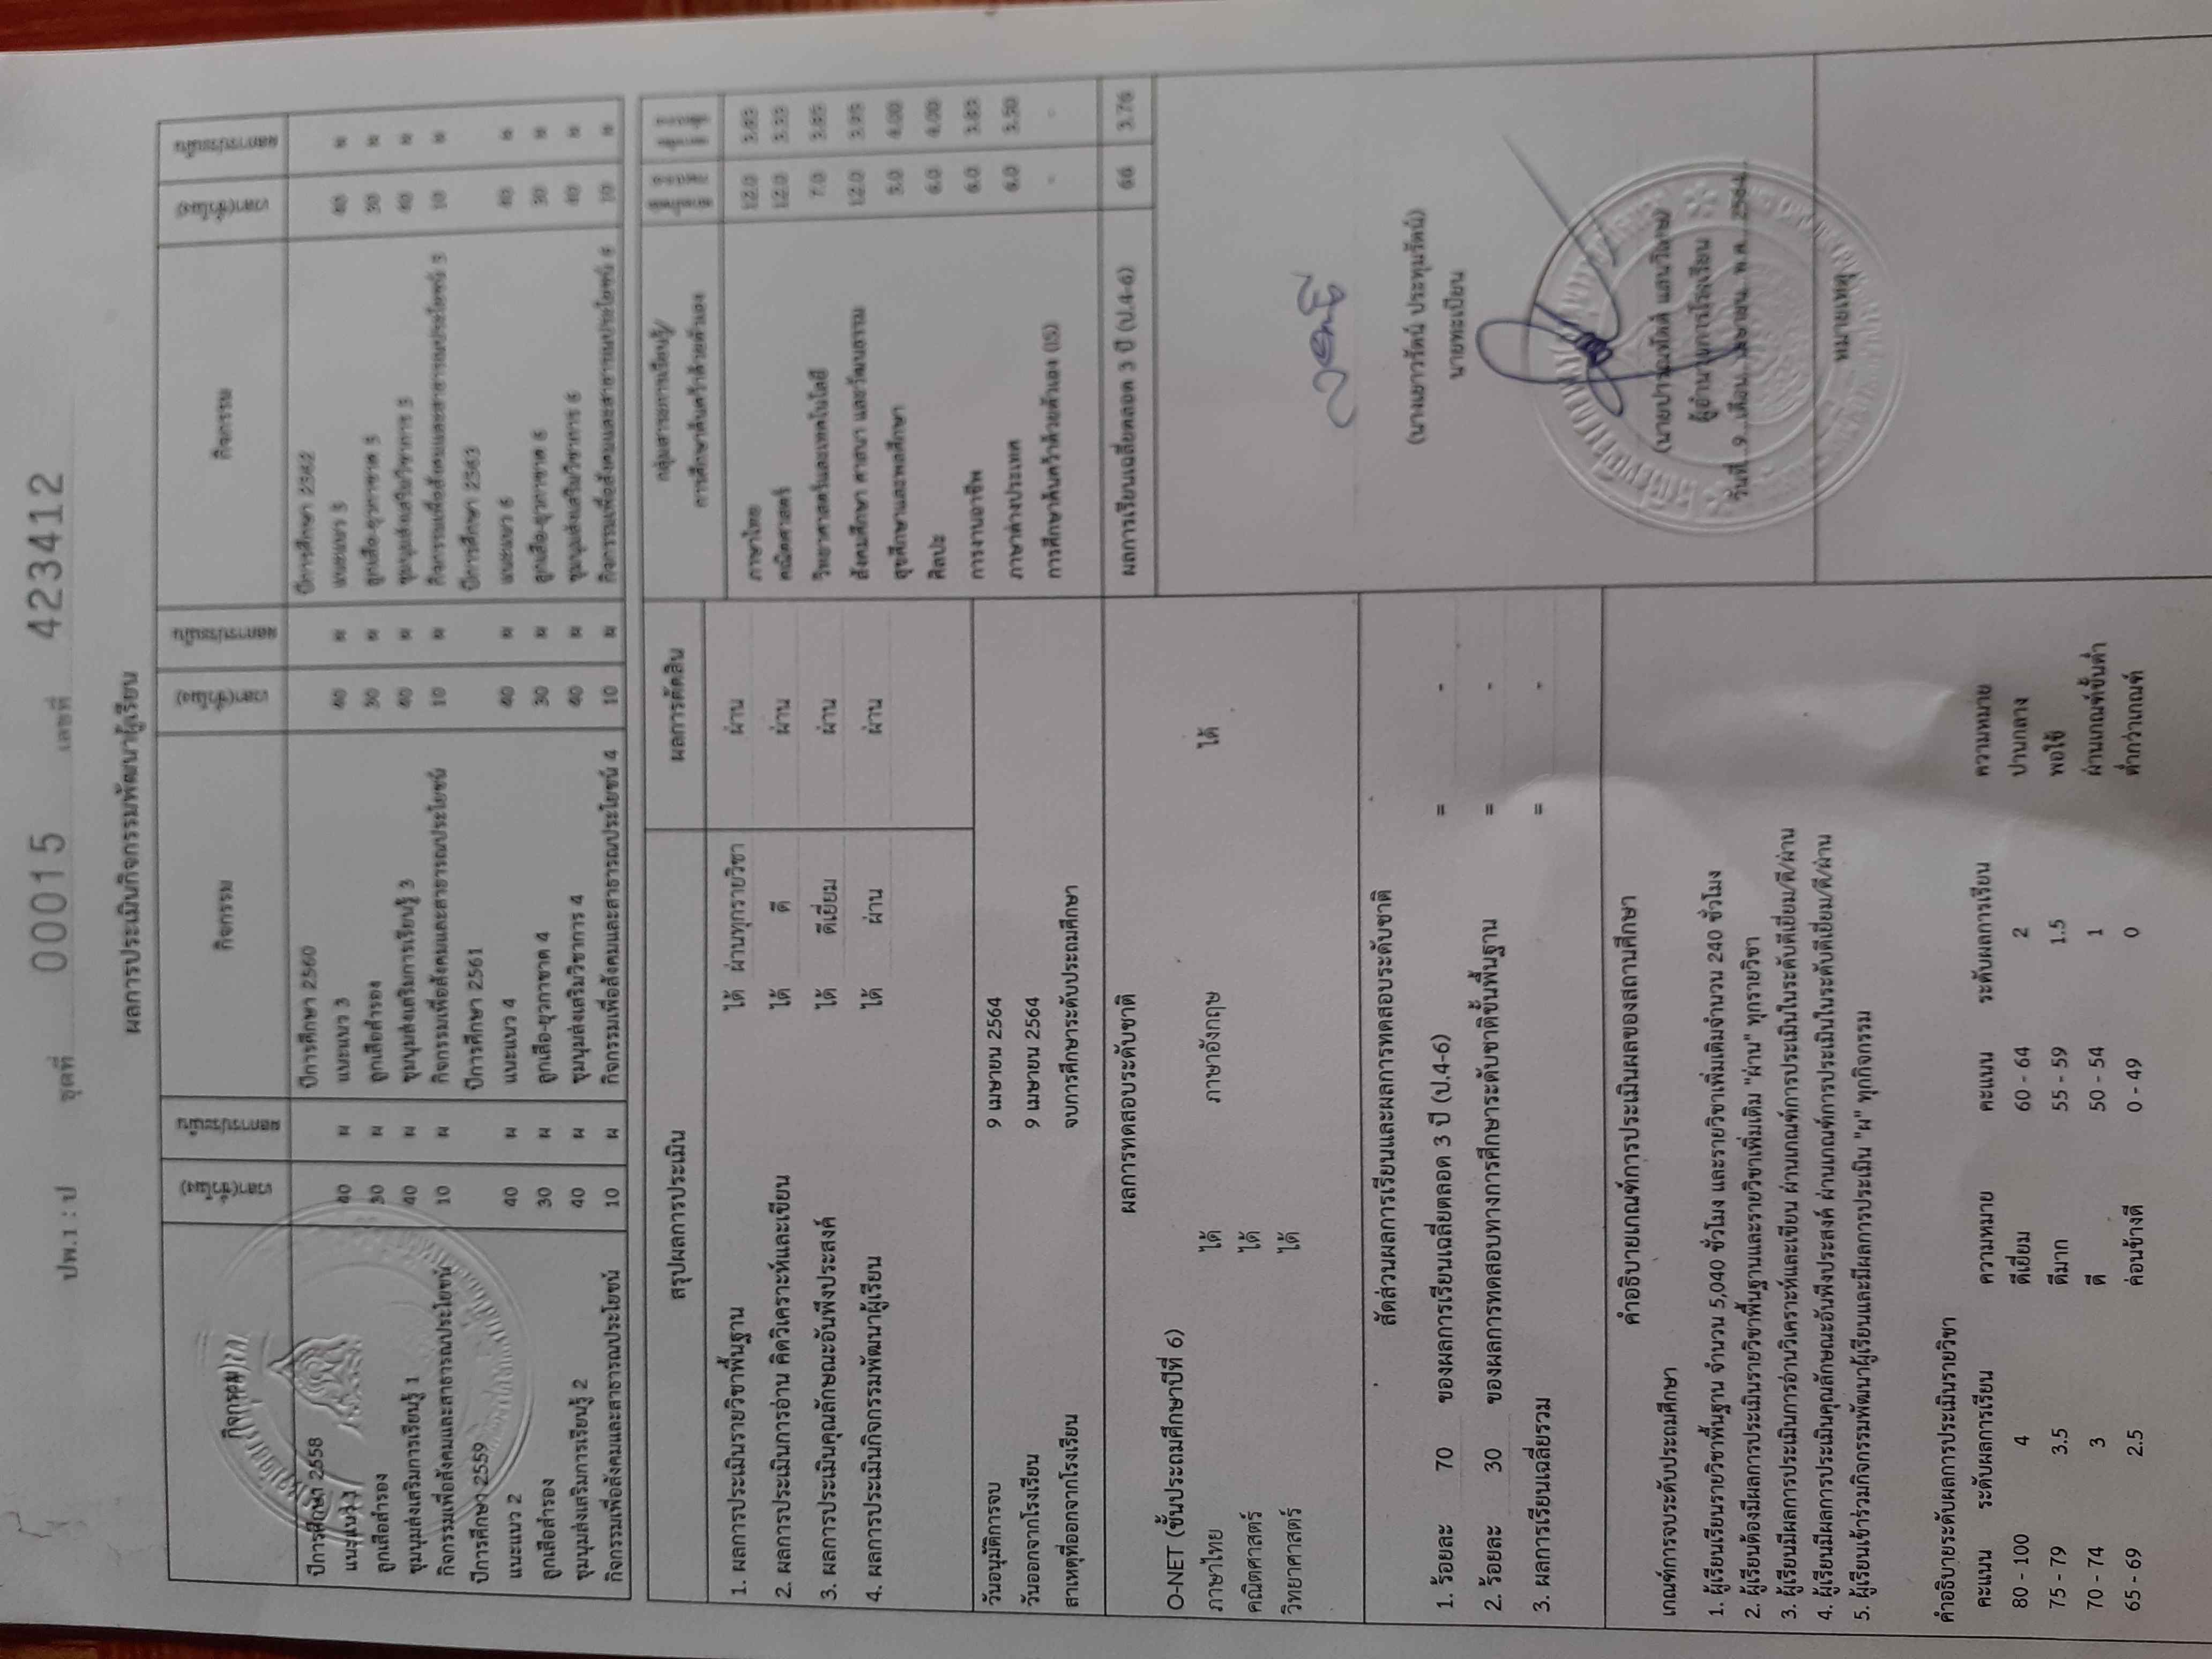 ปพ.1 : ป ชุดที่ 00015 เลขที่ 423412
ผลการประเมินกิจกรรมพัฒนาผู้เรียน
กิจกรรม เวลา(ชั่วโมง) ผลการประเมิน กิจกรรม เวลา(ชั่วโมง) ผลการประเมิน กิจกรรม เวลา(ชั่วโมง) ผลการประเมิน
ปีการศึกษา 2558 ปีการศึกษา 2560 ปีการศึกษา 2562
แนะแนว 1 40 ผ แนะแนว 3 40 ผ แนะแนว 5 40 ผ
ลูกเสือสำรอง 30 ผ ลูกเสือสำรอง 30 ผ ลูกเสือ-ยุวกาชาด 5 30 ผ
ชุมนุมส่งเสริมการเรียนรู้ 1 40 ผ ชุมนุมส่งเสริมการเรียนรู้ 3 40 ผ ชุมนุมส่งเสริมวิชาการ 5 40 ผ
กิจกรรมเพื่อสังคมและสาธารณประโยชน์ 10 ผ กิจกรรมเพื่อสังคมและสาธารณประโยชน์ 10 ผ กิจกรรมเพื่อสังคมและสาธารณประโยชน์ 5 10 ผ
ปีการศึกษา 2559 ปีการศึกษา 2561 ปีการศึกษา 2563
แนะแนว 2 40 ผ แนะแนว 4 40 ผ แนะแนว 6 40 ผ
ลูกเสือสำรอง 30 ผ ลูกเสือ-ยุวกาชาด 4 30 ผ ลูกเสือ-ยุวกาชาด 6 30 ผ
ชุมนุมส่งเสริมการเรียนรู้ 2 40 ผ ชุมนุมส่งเสริมวิชาการ 4 40 ผ ชุมนุมส่งเสริมวิชาการ 6 40 ผ
กิจกรรมเพื่อสังคมและสาธารณประโยชน์ 10 ผ กิจกรรมเพื่อสังคมและสาธารณประโยชน์ 4 10 ผ กิจกรรมเพื่อสังคมและสาธารณประโยชน์ 6 10 ผ
สรุปผลการประเมิน ผลการตัดสิน
1. ผลการประเมินรายวิชาพื้นฐาน ได้ ผ่านทุกรายวิชา ผ่าน
2. ผลการประเมินการอ่าน คิดวิเคราะห์และเขียน ได้ ดี ผ่าน
3. ผลการประเมินคุณลักษณะอันพึงประสงค์ ได้ ดีเยี่ยม ผ่าน
4. ผลการประเมินกิจกรรมพัฒนาผู้เรียน ได้ ผ่าน ผ่าน
วันอนุมัติการจบ 9 เมษายน 2564
วันออกจากโรงเรียน 9 เมษายน 2564
สาเหตุที่ออกจากโรงเรียน จบการศึกษาระดับประถมศึกษา
ผลการทดสอบระดับชาติ
O-NET (ชั้นประถมศึกษาปีที่ 6)
ภาษาไทย ได้ ภาษาอังกฤษ ได้
คณิตศาสตร์ ได้
วิทยาศาสตร์ ได้
สัดส่วนผลการเรียนและผลการทดสอบระดับชาติ
1. ร้อยละ 70 ของผลการเรียนเฉลี่ยตลอด 3 ปี (ป.4-6) = -
2. ร้อยละ 30 ของผลการทดสอบทางการศึกษาระดับชาติขั้นพื้นฐาน = -
3. ผลการเรียนเฉลี่ยรวม = -
กลุ่มสาระการเรียนรู้/
การศึกษาค้นคว้าด้วยตัวเอง
ภาษาไทย 12.0 3.83
คณิตศาสตร์ 12.0 3.33
วิทยาศาสตร์และเทคโนโลยี 7.0
สังคมศึกษา ศาสนา และวัฒนธรรม 12.0
สุขศึกษาและพลศึกษา 4.00
ศิลปะ 6.0 4.00
การงานอาชีพ 6.0 3.83
ภาษาต่างประเทศ 6.0 3.50
การศึกษาค้นคว้าด้วยตัวเอง (IS) - -
ผลการเรียนเฉลี่ยตลอด 3 ปี (ป.4-6) 66 3.76
(นางเยาวรัตน์ ประทุมรัตน์)
นายทะเบียน
ผู้อำนวยการโรงเรียน
วันที่ 9 เดือน เมษายน พ.ศ. 2564
หมายเหตุ
คำอธิบายเกณฑ์การประเมินผลของสถานศึกษา
เกณฑ์การจบระดับประถมศึกษา
1. ผู้เรียนเรียนรายวิชาพื้นฐาน จำนวน 5,040 ชั่วโมง และรายวิชาเพิ่มเติมจำนวน 240 ชั่วโมง
2. ผู้เรียนต้องมีผลการประเมินรายวิชาพื้นฐานและรายวิชาเพิ่มเติม "ผ่าน" ทุกรายวิชา
3. ผู้เรียนมีผลการประเมินการอ่านวิเคราะห์และเขียน ผ่านเกณฑ์การประเมินในระดับดีเยี่ยม/ดี/ผ่าน
4. ผู้เรียนมีผลการประเมินคุณลักษณะอันพึงประสงค์ ผ่านเกณฑ์การประเมินในระดับดีเยี่ยม/ดี/ผ่าน
5. ผู้เรียนเข้าร่วมกิจกรรมพัฒนาผู้เรียนและมีผลการประเมิน "ผ" ทุกกิจกรรม
คำอธิบายระดับผลการประเมินรายวิชา
คะแนน ระดับผลการเรียน ความหมาย คะแนน ระดับผลการเรียน ความหมาย
80 - 100 4 ดีเยี่ยม 60 - 64 2 ปานกลาง
75 - 79 3.5 ดีมาก 55 - 59 1.5 พอใช้
70 - 74 3 ดี 50 - 54 1 ผ่านเกณฑ์ขั้นต่ำ
65 - 69 2.5 ค่อนข้างดี 0 - 49 0 ต่ำกว่าเกณฑ์